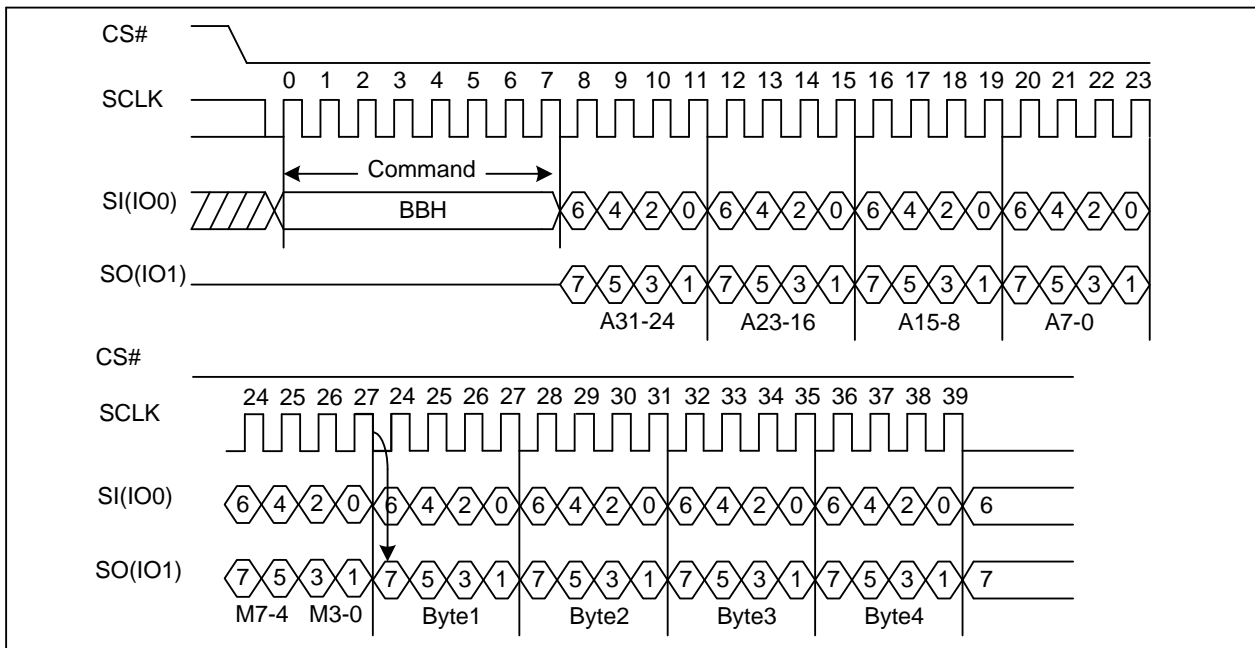 CS#
0 1 2 3 4 5 6 7 8 9 10 11 12 13 14 15 16 17 18 19 20 21 22 23
SCLK
Command
SI(IO0)
BBH
6 4 2 0 6 4 2 0 6 4 2 0 6 4 2 0
SO(IO1)
7 5 3 1 7 5 3 1 7 5 3 1 7 5 3 1
A31-24 A23-16 A15-8 A7-0
CS#
24 25 26 27 24 25 26 27 28 29 30 31 32 33 34 35 36 37 38 39
SCLK
SI(IO0)
6 4 2 0 6 4 2 0 6 4 2 0 6 4 2 0 6 4 2 0 6
SO(IO1)
7 5 3 1 7 5 3 1 7 5 3 1 7 5 3 1 7 5 3 1 7
M7-4 M3-0 Byte1 Byte2 Byte3 Byte4